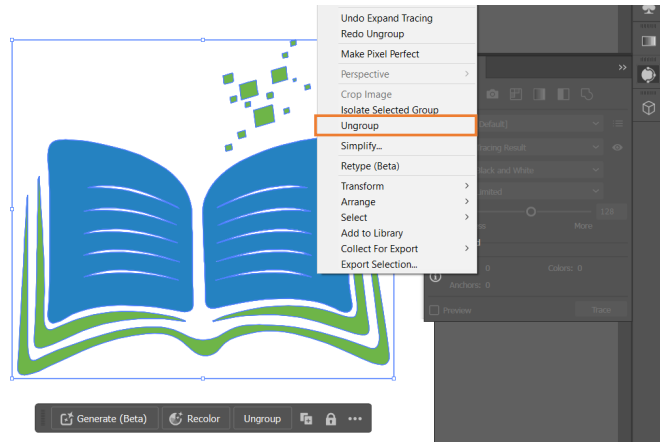 Undo Expand Tracing
Redo Ungroup
Make Pixel Perfect
Perspective
Crop Image
Isolate Selected Group
Ungroup
Simplify...
Retype (Beta)
Transform
Arrange
Select
Add to Library
Collect For Export
Export Selection...
Default]
Tracing Result
Black and White
128
More
0
Colors: 0
Anchors: 0
Preview
Trace
Generate (Beta)
Recolor
Ungroup